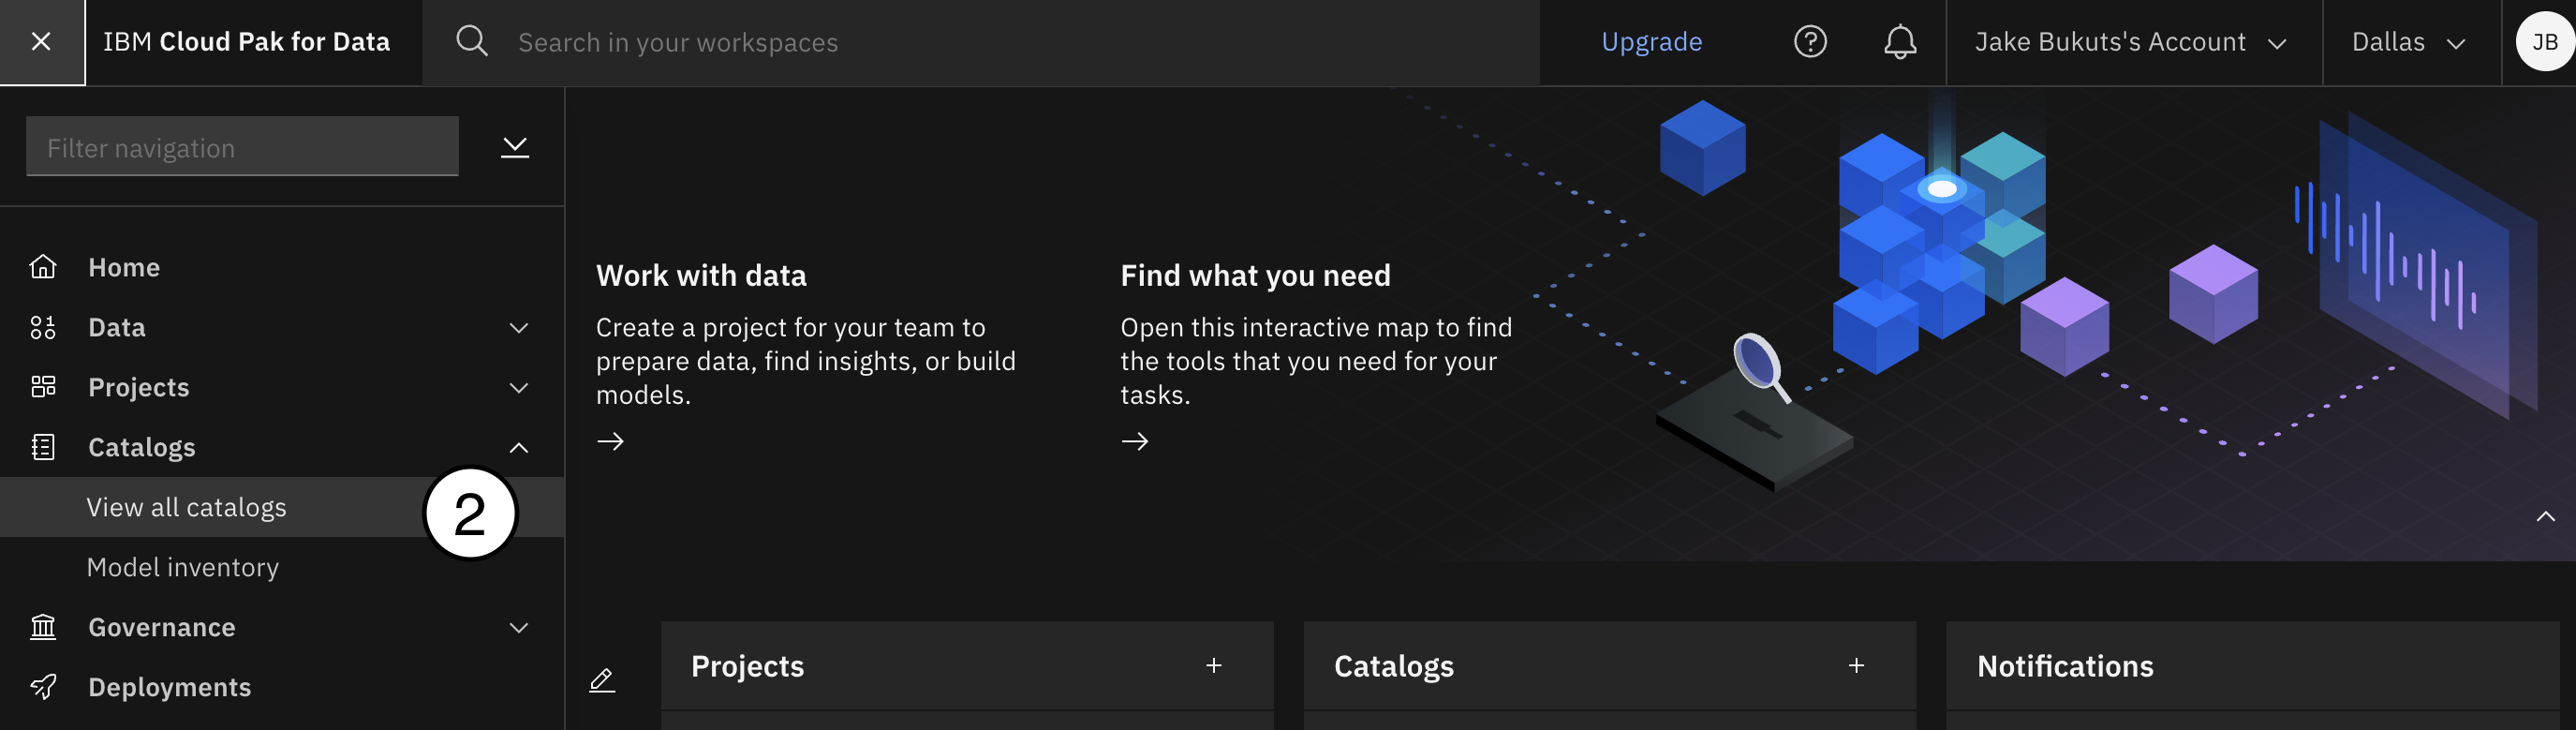 IBM Cloud Pak for Data
Search in your workspaces
Upgrade
Jake Bukuts's Account
Dallas
JB
Filter navigation
Home
Data
Projects
Catalogs
View all catalogs
2
Model inventory
Governance
Deployments
Work with data
Create a project for your team to
prepare data, find insights, or build
models.
Find what you need
Open this interactive map to find
the tools that you need for your
tasks.
Projects
Catalogs
Notifications